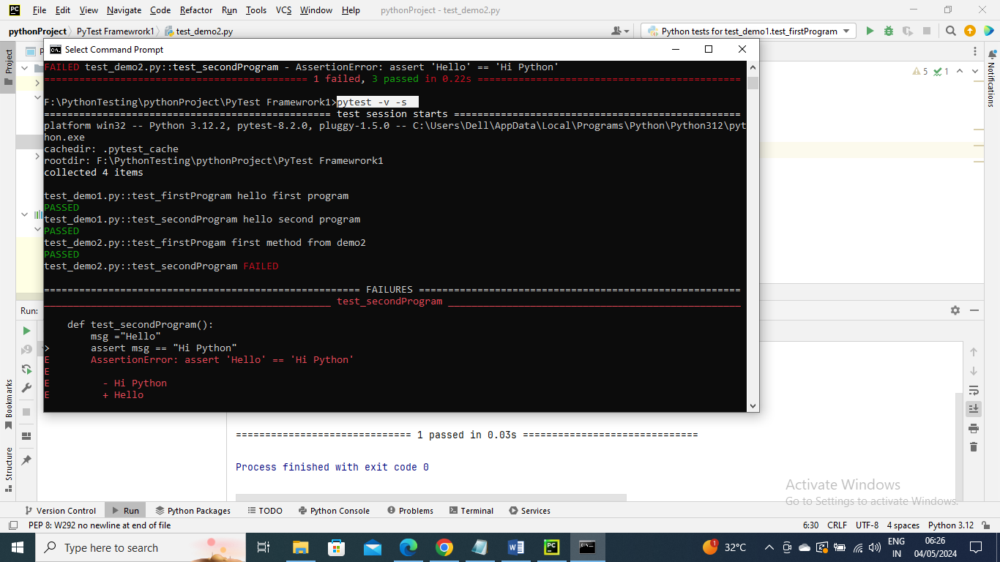 File Edit View Navigate Code Refactor Run Tools VCS Window Help pythonProject - test_demo2.py
pythonProject PyTest Framewrork1 test_demo2.py Python tests for test_demo1.test_firstProgram
Project
Select Command Prompt
5 1
Notifications
FAILED test_demo2.py::test_secondProgram - AssertionError: assert 'Hello' == 'Hi Python'
============================================= 1 failed, 3 passed in 0.22s =============================================
F:\PythonTesting\pythonProject\PyTest Framewrork1>pytest -v -s
================================================= test session starts =================================================
platform win32 -- Python 3.12.2, pytest-8.2.0, pluggy-1.5.0 -- C:\Users\Dell\AppData\Local\Programs\Python\Python312\pyt
hon.exe
cachedir: .pytest_cache
rootdir: F:\PythonTesting\pythonProject\PyTest Framewrork1
collected 4 items
test_demo1.py::test_firstProgram hello first program
PASSED
test_demo1.py::test_secondProgram hello second program
PASSED
test_demo2.py::test_firstProgam first method from demo2
PASSED
test_demo2.py::test_secondProgram FAILED
====================================================== FAILURES =======================================================
_________________________________________________ test_secondProgram __________________________________________________
def test_secondProgram():
msg ="Hello"
> assert msg == "Hi Python"
E AssertionError: assert 'Hello' == 'Hi Python'
E
E - Hi Python
E + Hello
Run:
Bookmarks
Structure
============================== 1 passed in 0.03s ==============================
Process finished with exit code 0
Activate Windows
Go to Settings to activate Windows.
Version Control Run Python Packages TODO Python Console Problems Terminal Services
PEP 8: W292 no newline at end of file 6:30 CRLF UTF-8 4 spaces Python 3.12
Type here to search 1 32°C ENG 06:26
IN 04/05/2024